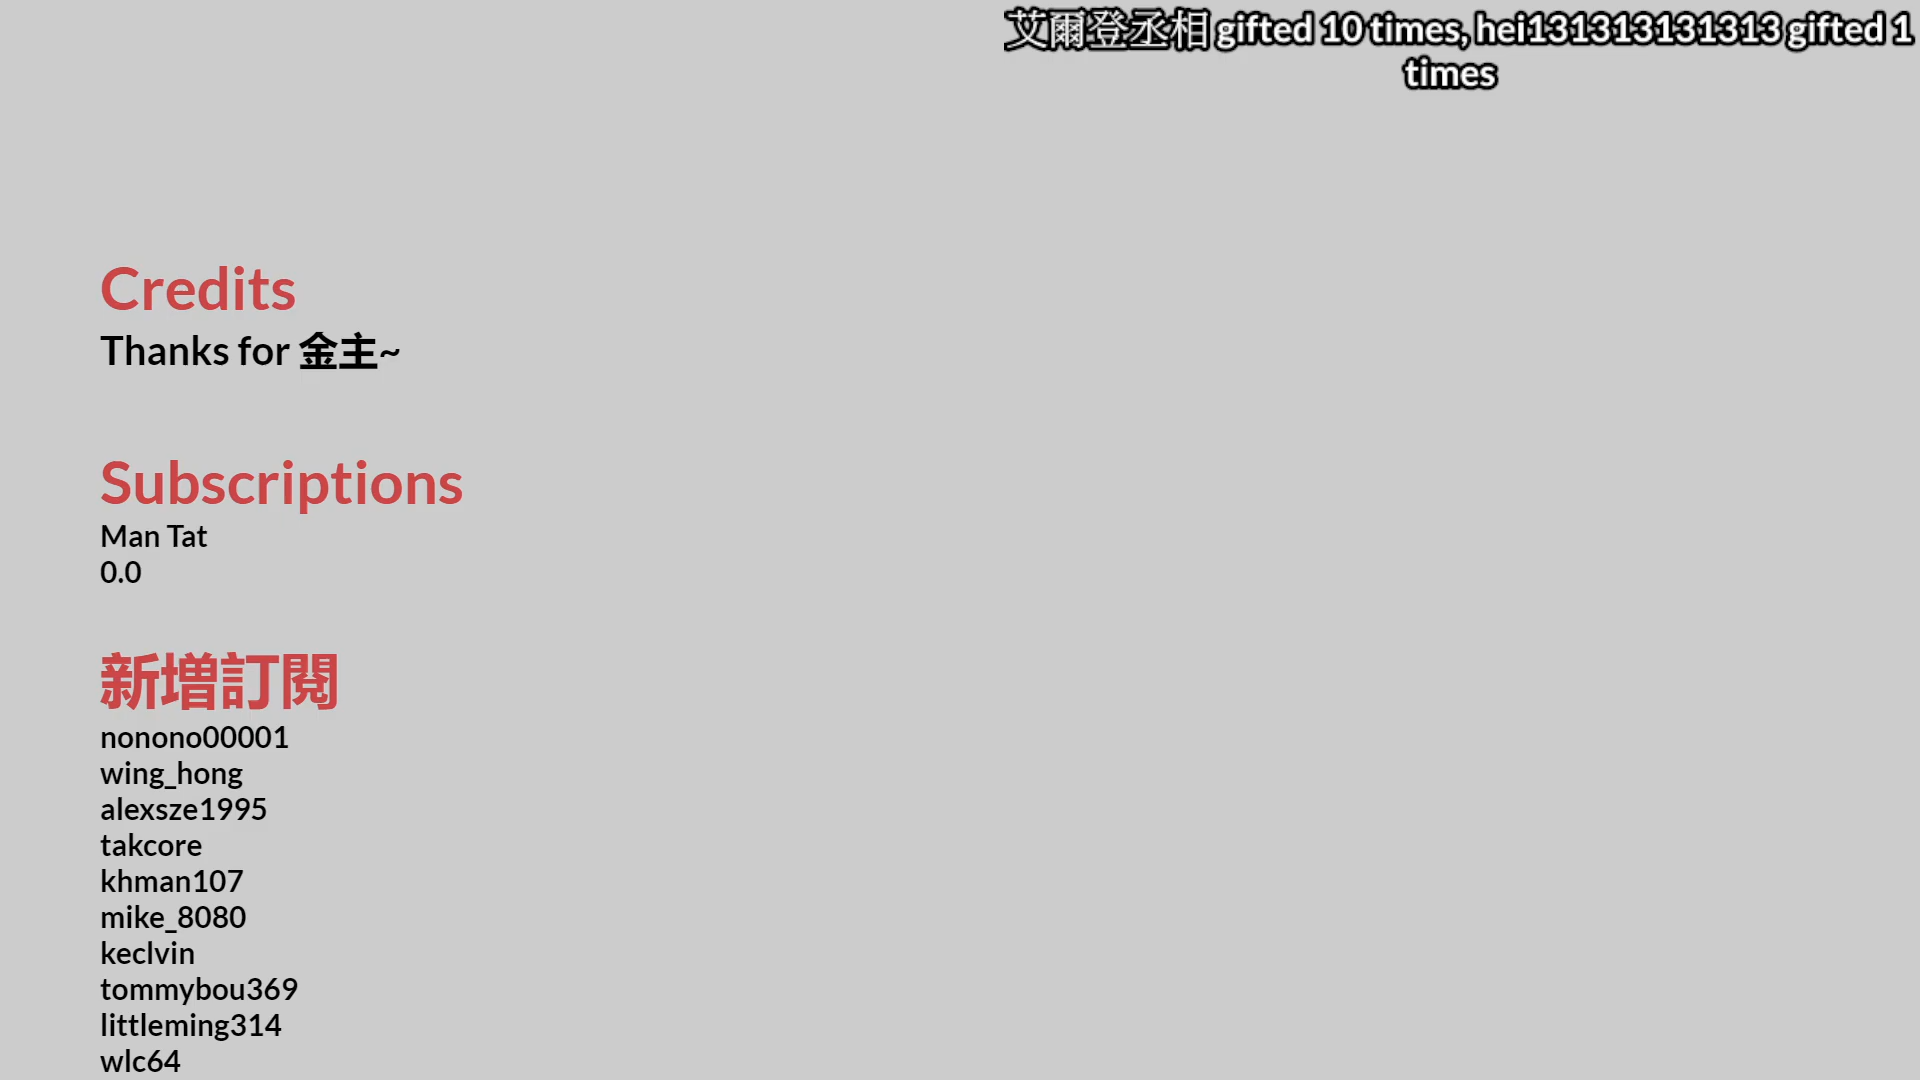 艾爾登丞相 gifted 10 times, hei131313131313 gifted 1
times
Credits
Thanks for 金主~
Subscriptions
Man Tat
0.0
新增訂閱
nonono00001
wing_hong
alexsze1995
takcore
khman107
mike_8080
keclvin
tommybou369
littleming314
wlc64